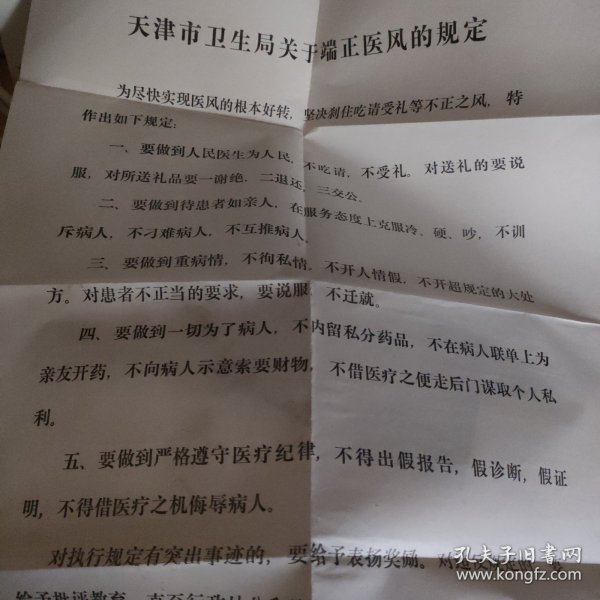 天津市卫生局关于端正医风的规定
为尽快实现医风的根本好转，坚决刹住吃请受礼等不正之风，特
作出如下规定：
一、要做到人民医生为人民，不吃请，不受礼。对送礼的要说
服，对所送礼品要一谢绝，二退还，三交公。
二、要做到待患者如亲人，在服务态度上克服冷、硬、吵，不训
斥病人，不刁难病人，不互推病人。
三、要做到重病情，不徇私情，不开人情假，不开超规定的大处
方。对患者不正当的要求，要说服，不迁就。
四、要做到一切为了病人，不内留私分药品，不在病人联单上为
亲友开药，不向病人示意索要财物，不借医疗之便走后门谋取个人私
利。
五、要做到严格遵守医疗纪律，不得出假报告，假诊断，假证
明，不得借医疗之机侮辱病人。
对执行规定有突出事迹的，要给予表扬奖励。对
给予批评教育，直至行政
孔夫子旧书网
www.kongfz.com